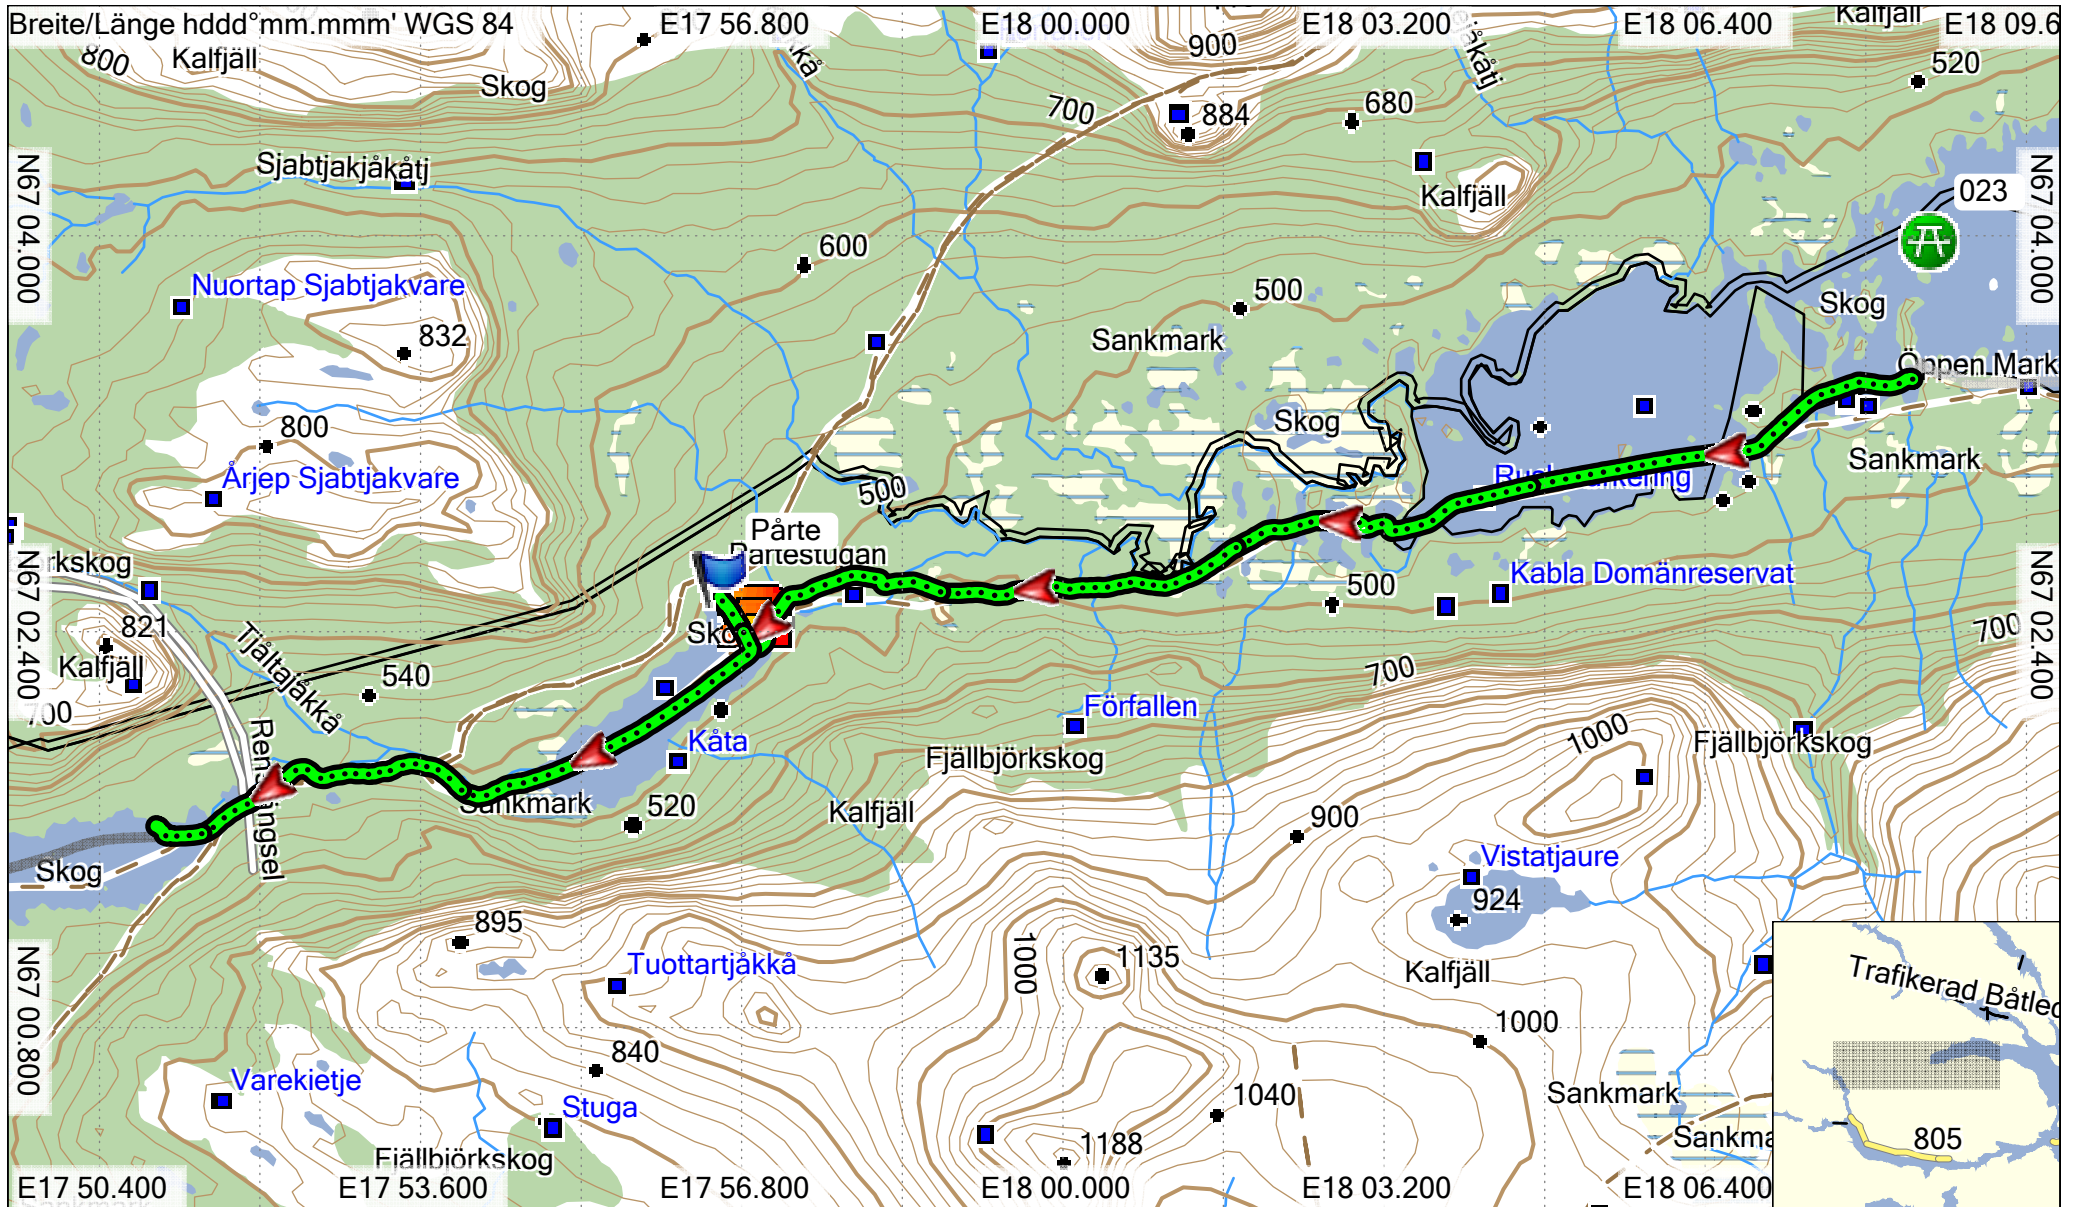 Breite/Länge hddd°mm.mmm' WGS 84
E17 56.800
E18 00.000
E18 03.200
E18 06.400
E18 09.6
Kalfjäll
800
Kalfjäll
Skog
900
520
700
884
680
N67 04.000
Sjabtjakjåkåtj
Kalfjäll
023
N67 04.000
600
Nuortap Sjabtjakvare
500
Skog
832
Sankmark
Öppen Mark
800
Skog
Årjep Sjabtjakvare
Sankmark
500
Pårte
Partestugan
N67 02.400
rkskog
Kabla Domänreservat
500
N67 02.400
821
Tjåltajåkkå
Kalfjäll
540
700
700
700
Förfallen
Kåta
1000
Fjällbjörkskog
Fjällbjörkskog
Sankmark
520
Kalfjäll
900
Skog
Vistatjaure
924
895
Tuottartjåkkå
1000
1135
Kalfjäll
N67 00.800
1000
Trafikerad Båtled
840
Varekietje
Stuga
1040
Sankmark
Sankma
805
1188
Fjällbjörkskog
E17 50.400
E17 53.600
E17 56.800
E18 00.000
E18 03.200
E18 06.400